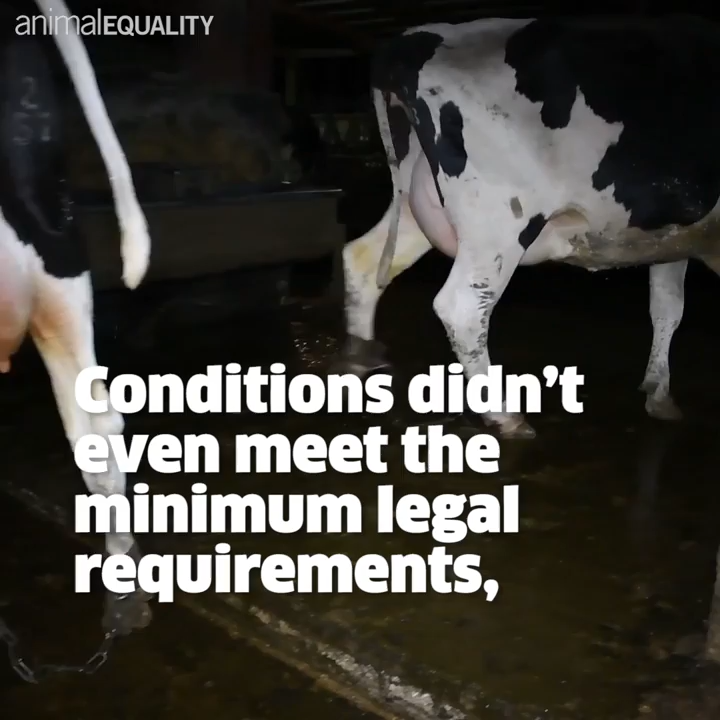 animalEQUALITY
Conditions didn't
even meet the
minimum legal
requirements,